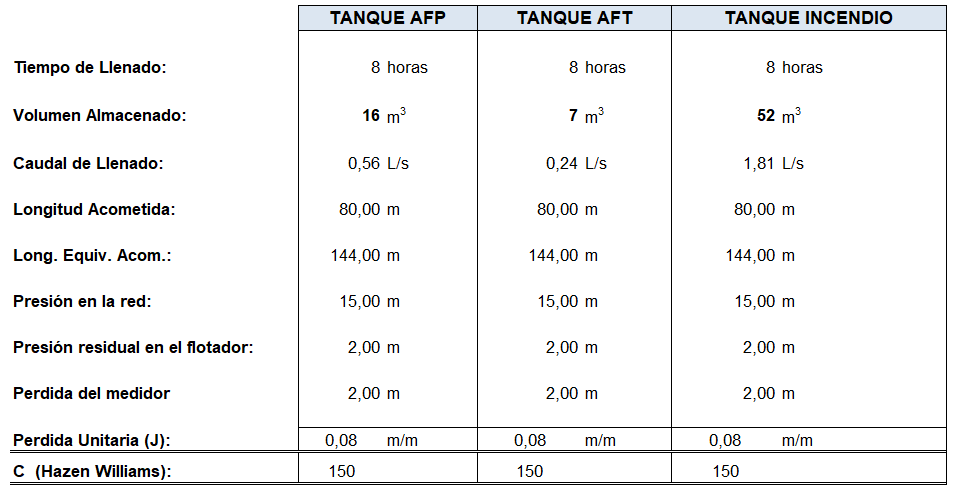 TANQUE AFP TANQUE AFT TANQUE INCENDIO
Tiempo de Llenado: 8 horas 8 horas 8 horas
Volumen Almacenado: 16 m³ 7 m³ 52 m³
Caudal de Llenado: 0,56 L/s 0,24 L/s 1,81 L/s
Longitud Acometida: 80,00 m 80,00 m 80,00 m
Long. Equiv. Acom.: 144,00 m 144,00 m 144,00 m
Presión en la red: 15,00 m 15,00 m 15,00 m
Presión residual en el flotador: 2,00 m 2,00 m 2,00 m
Perdida del medidor 2,00 m 2,00 m 2,00 m
Perdida Unitaria (J): 0,08 m/m 0,08 m/m 0,08 m/m
C (Hazen Williams): 150 150 150